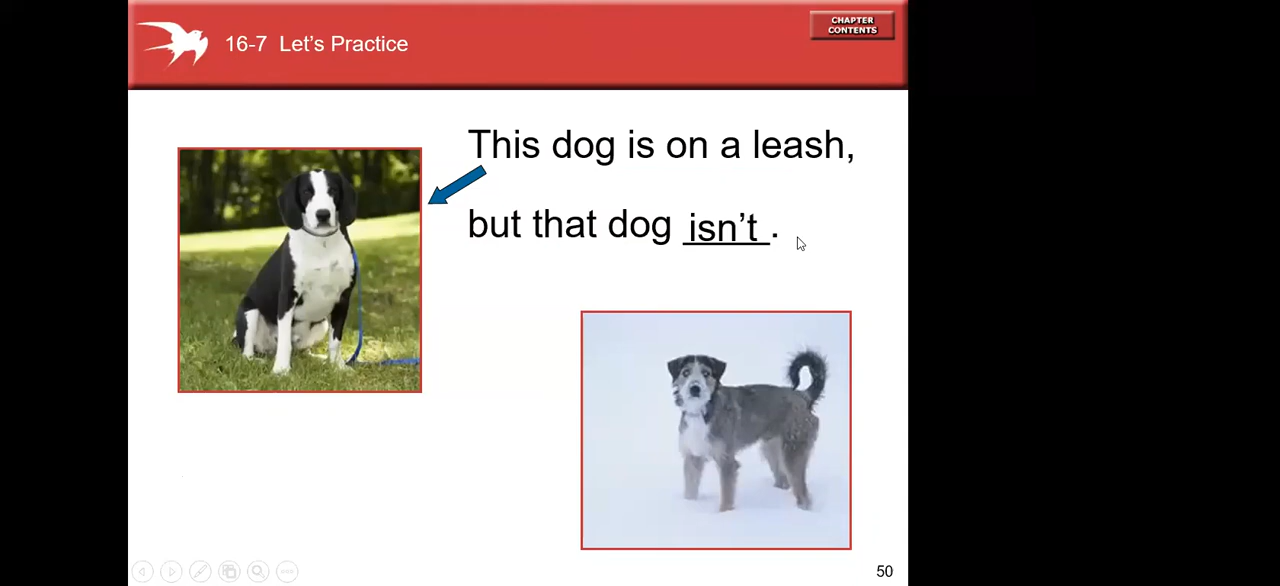 CHAPTER
CONTENTS
16-7 Let's Practice
This dog is on a leash,
but that dog isn't.
50